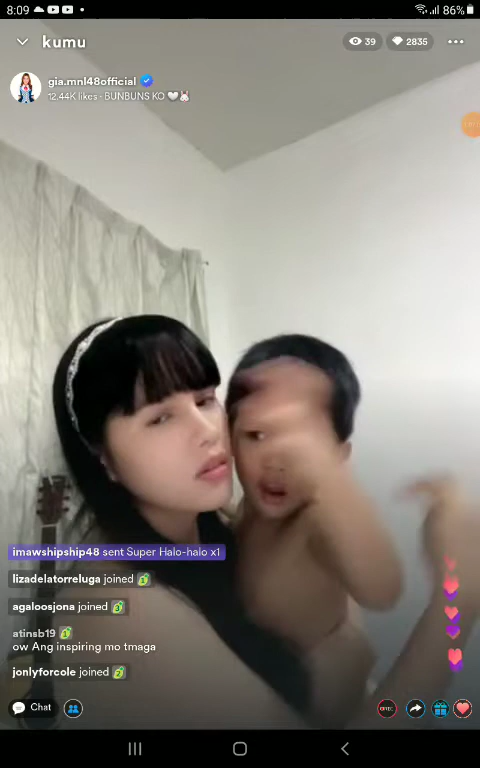 8:09
86%
kumu
39
2835
gia.mnl48official
12.44K likes · BUNBUNS KO
imawshipship48 sent Super Halo-halo x1
lizadelatorreluga joined
agaloosjona joined
atinsb19
ow Ang inspiring mo tmaga
jonlyforcole joined
Chat